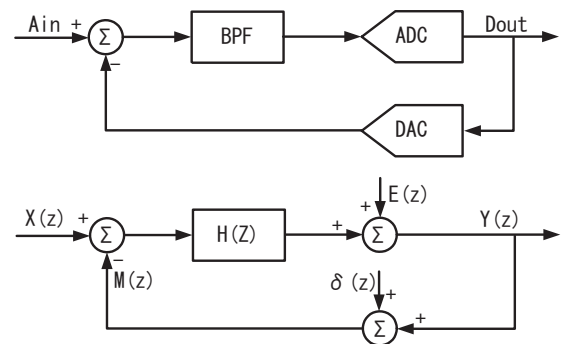 Ain + Σ BPF ADC Dout
−
DAC
X(z) + Σ H(Z) + Σ + E(z) Y(z)
− M(z) δ(z) +
Σ +